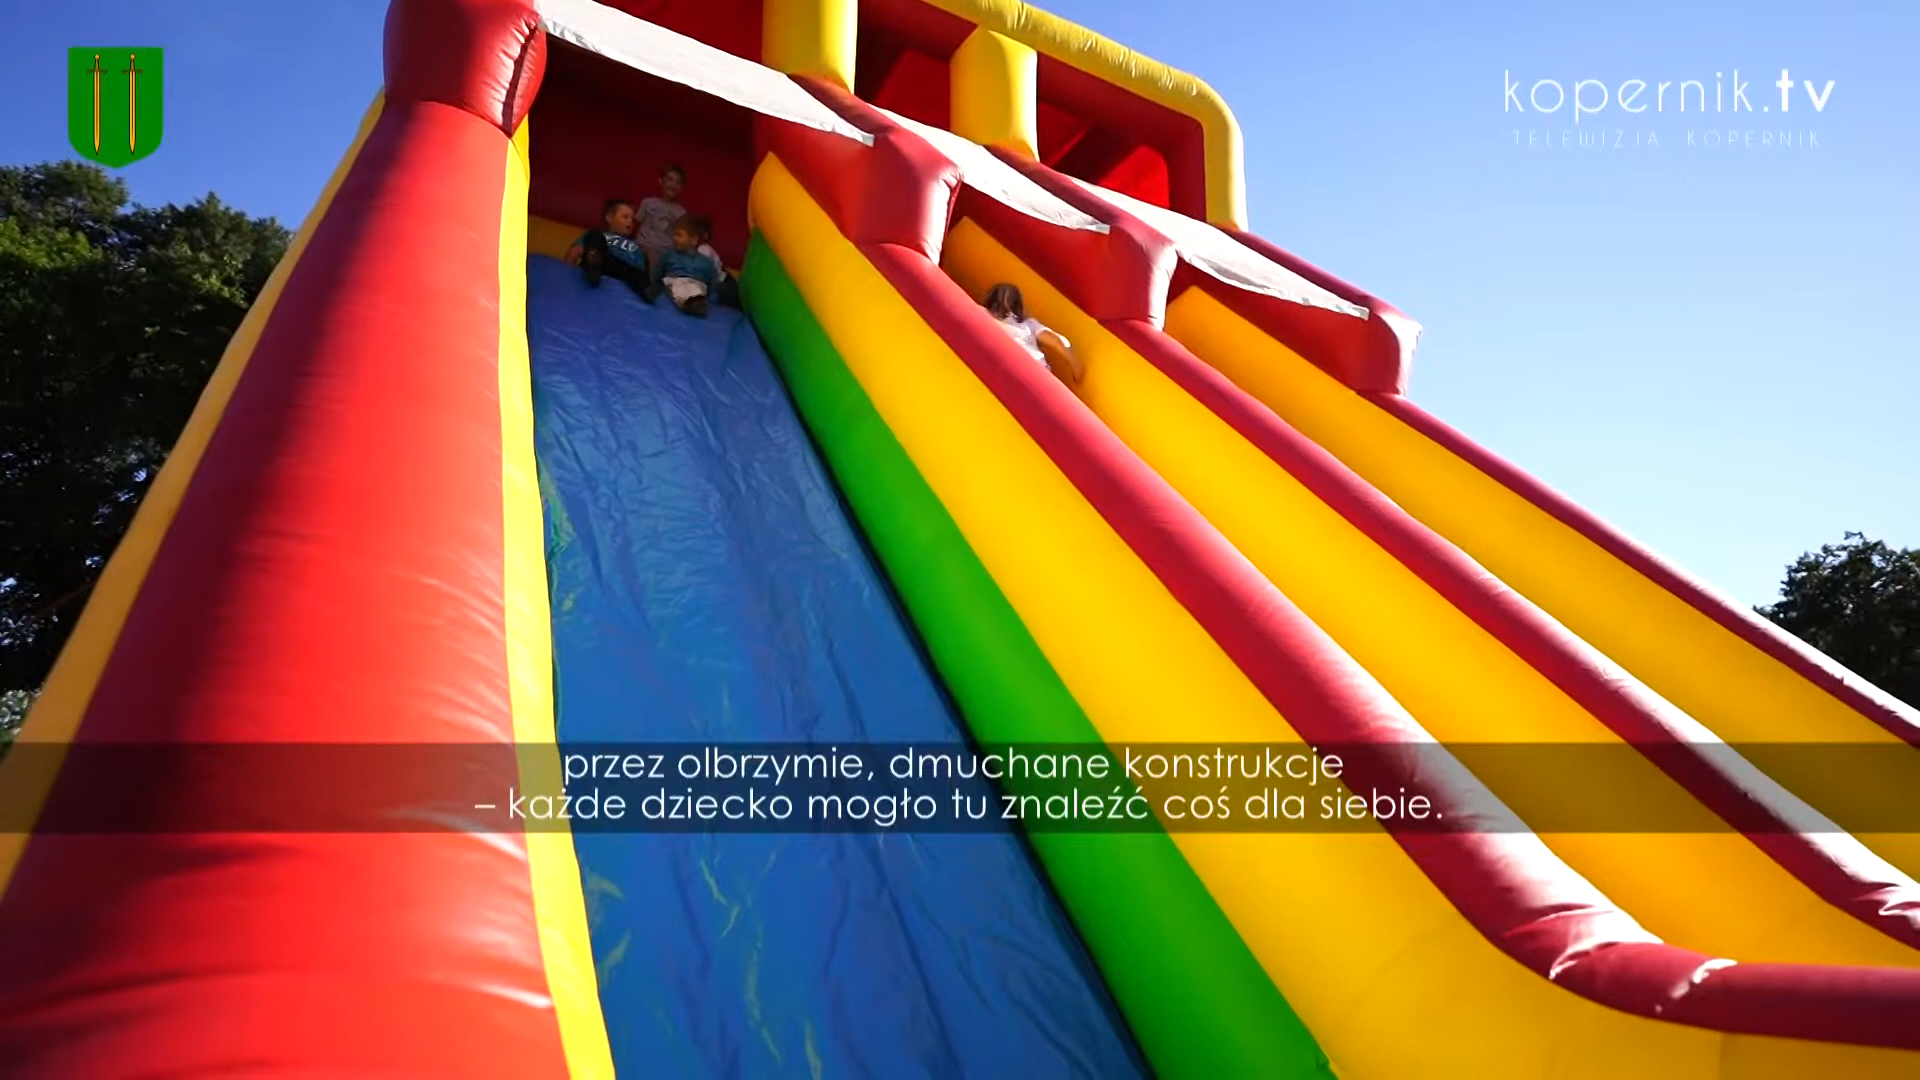 kopernik.tv
TELEWIZJA KOPERNIK
przez olbrzymie, dmuchane konstrukcje
– każde dziecko mogło tu znaleźć coś dla siebie.